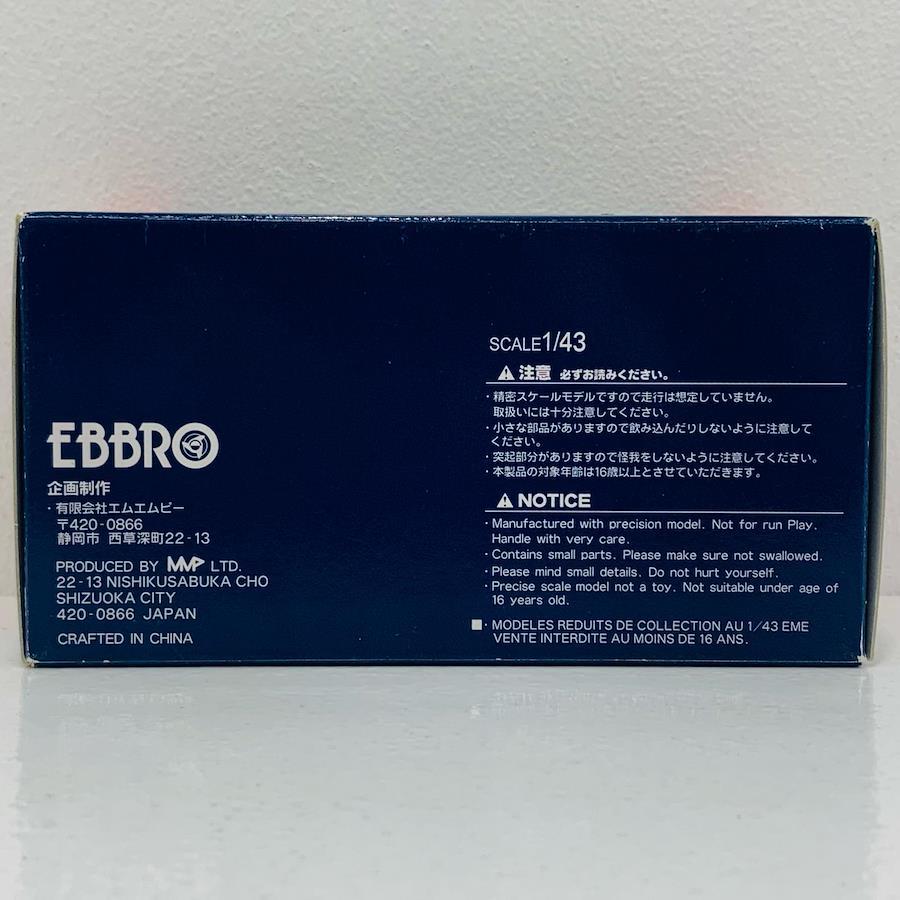 EBBRO
企画制作
・有限会社エムエムピー
〒420-0866
静岡市 西草深町22-13
PRODUCED BY MMP LTD.
22-13 NISHIKUSABUKA CHO
SHIZUOKA CITY
420-0866 JAPAN
CRAFTED IN CHINA
SCALE1/43
⚠注意 必ずお読みください。
・精密スケールモデルですので走行は想定していません。
取扱いには十分注意してください。
・小さな部品がありますので飲み込んだりしないように注意して
ください。
・突起部分がありますので怪我をしないように注意してください。
・本製品の対象年齢は16歳以上とさせていただきます。
⚠NOTICE
・Manufactured with precision model. Not for run Play.
Handle with very care.
・Contains small parts. Please make sure not swallowed.
・Please mind small details. Do not hurt yourself.
・Precise scale model not a toy. Not suitable under age of
16 years old.
■・MODELES REDUITS DE COLLECTION AU 1/43 EME
VENTE INTERDITE AU MOINS DE 16 ANS.